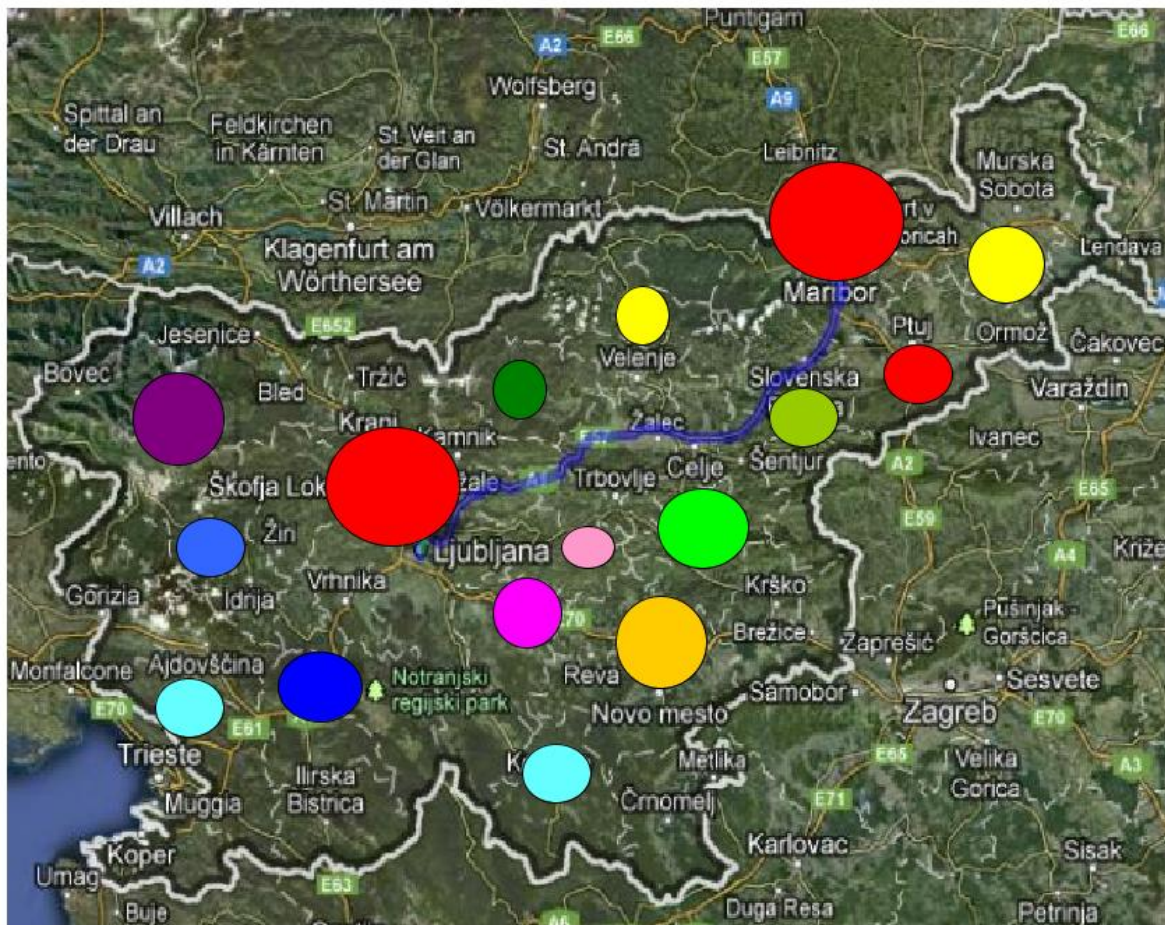 Puntigam
E66
E66
A2
E57
Wolfsberg
A9
Spittal an
der Drau
Feldkirchen
in Kärnten
St. Veit an
der Glan
St. Andrä
Leibnitz
Murska
Sobota
St. Martin
Völkermarkt
Villach
Klagenfurt am
Wörthersee
Lendava
A2
Maribor
E652
Jesenice
Ptuj
Ormož
Čakovec
Velenje
Bovec
Bled
Tržič
Slovenska
Varaždin
Kranj
Kamnik
Žalec
Ivanec
Celje
Šentjur
A2
Škofja Lok
Trbovlje
E65
E59
Žiri
Ljubljana
A4
Križe
Vrhnika
Idrija
Krško
Gorizia
E70
Pušinjak -
Goršcica
Brežice
Zaprešić
Monfalcone
Ajdovščina
Reva
Notranjski
regijski park
Samobor
Sesvete
E70
E61
Novo mesto
Zagreb
E70
Trieste
E65
Metlika
Velika
Gorica
A3
Ilirska
Bistrica
Muggia
Črnomelj
E71
Koper
Karlovac
Sisak
Umag
E63
Buje
A6
Duga Resa
Petrinja